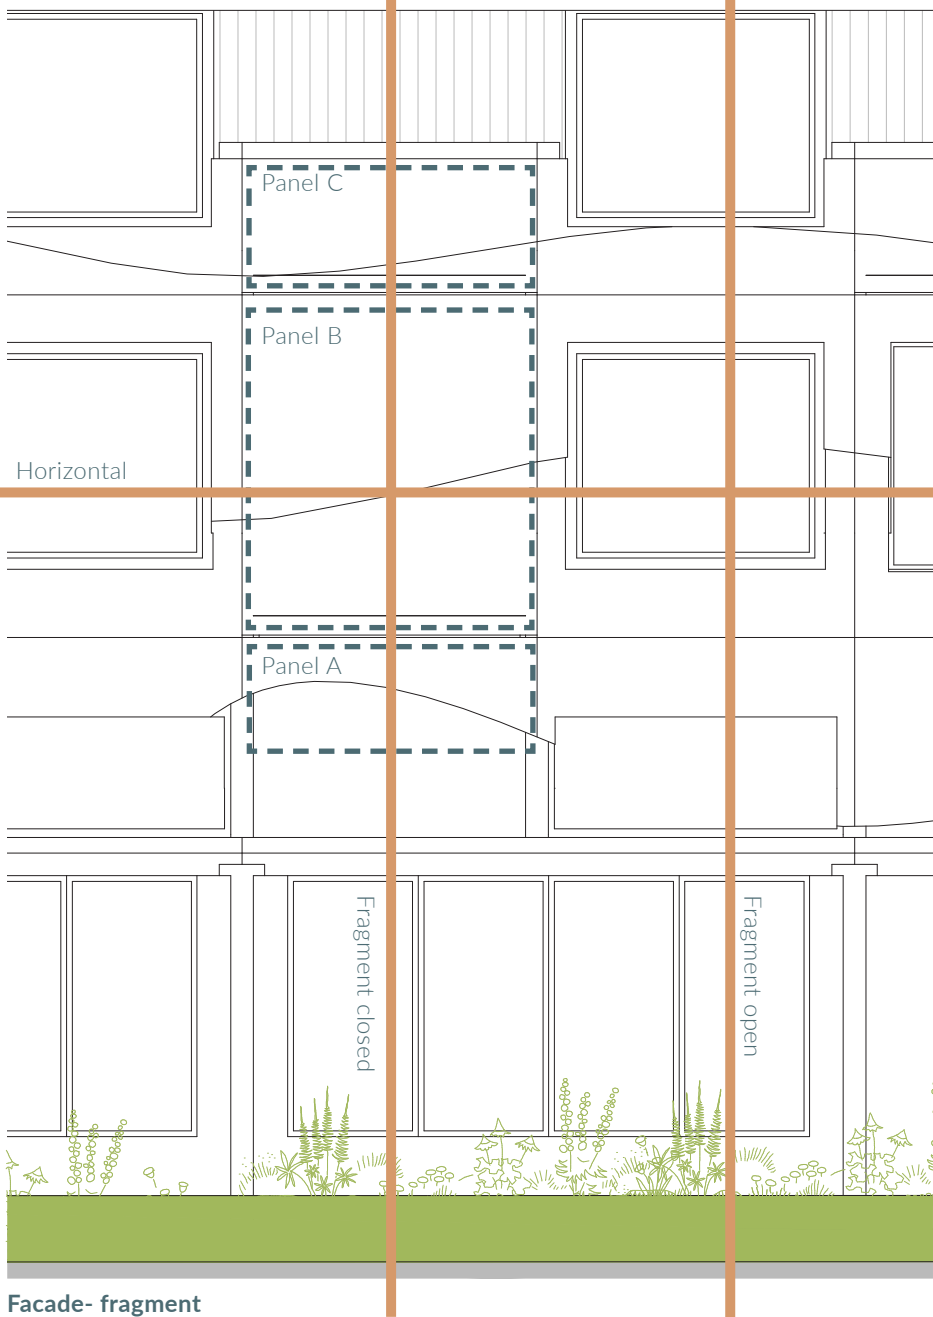 Panel C
Panel B
Horizontal
Panel A
Fragment closed
Fragment open
Facade- fragment